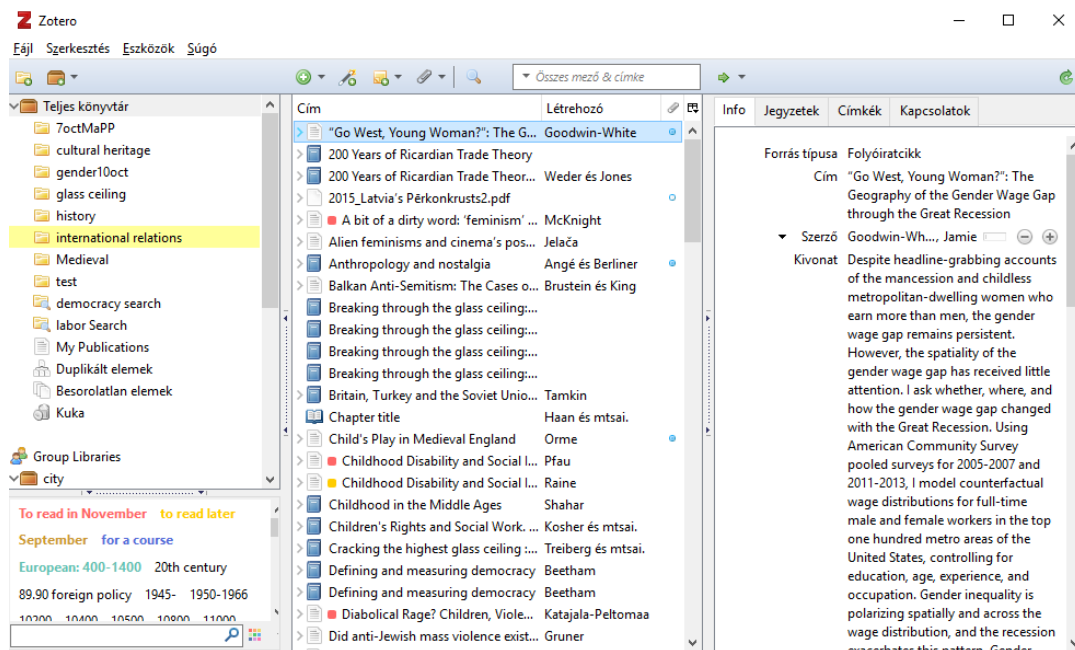 Zotero
Fájl Szerkesztés Eszközök Súgó
Összes mező & címke
Teljes könyvtár
7octMaPP
cultural heritage
gender10oct
glass ceiling
history
international relations
Medieval
test
democracy search
labor Search
My Publications
Duplikált elemek
Besorolatlan elemek
Kuka
Group Libraries
city
To read in November to read later
September for a course
European: 400-1400 20th century
89.90 foreign policy 1945- 1950-1966
10200 10400 10500 10800 11000
Cím Létrehozó
“Go West, Young Woman?": The G... Goodwin-White
200 Years of Ricardian Trade Theory
200 Years of Ricardian Trade Theor... Weder és Jones
2015_Latvia's Pērkonkrusts2.pdf
A bit of a dirty word: 'feminism' ... McKnight
Alien feminisms and cinema's pos... Jelača
Anthropology and nostalgia Angé és Berliner
Balkan Anti-Semitism: The Cases o... Brustein és King
Breaking through the glass ceiling:...
Breaking through the glass ceiling:...
Breaking through the glass ceiling:...
Breaking through the glass ceiling:...
Britain, Turkey and the Soviet Unio... Tamkin
Chapter title Haan és mtsai.
Child's Play in Medieval England Orme
Childhood Disability and Social I... Pfau
Childhood Disability and Social I... Raine
Childhood in the Middle Ages Shahar
Children's Rights and Social Work. ... Kosher és mtsai.
Cracking the highest glass ceiling :... Treiberg és mtsai.
Defining and measuring democracy Beetham
Defining and measuring democracy Beetham
Diabolical Rage? Children, Viole... Katajala-Peltomaa
Did anti-Jewish mass violence exist... Gruner
Info Jegyzetek Címkék Kapcsolatok
Forrás típusa Folyóiratcikk
Cím “Go West, Young Woman?": The
Geography of the Gender Wage Gap
through the Great Recession
Szerző Goodwin-Wh..., Jamie
Kivonat Despite headline-grabbing accounts
of the mancession and childless
metropolitan-dwelling women who
earn more than men, the gender
wage gap remains persistent.
However, the spatiality of the
gender wage gap has received little
attention. I ask whether, where, and
how the gender wage gap changed
with the Great Recession. Using
American Community Survey
pooled surveys for 2005-2007 and
2011-2013, I model counterfactual
wage distributions for full-time
male and female workers in the top
one hundred metro areas of the
United States, controlling for
education, age, experience, and
occupation. Gender inequality is
polarizing spatially and across the
wage distribution, and the recession
exacerbates this pattern. Gender